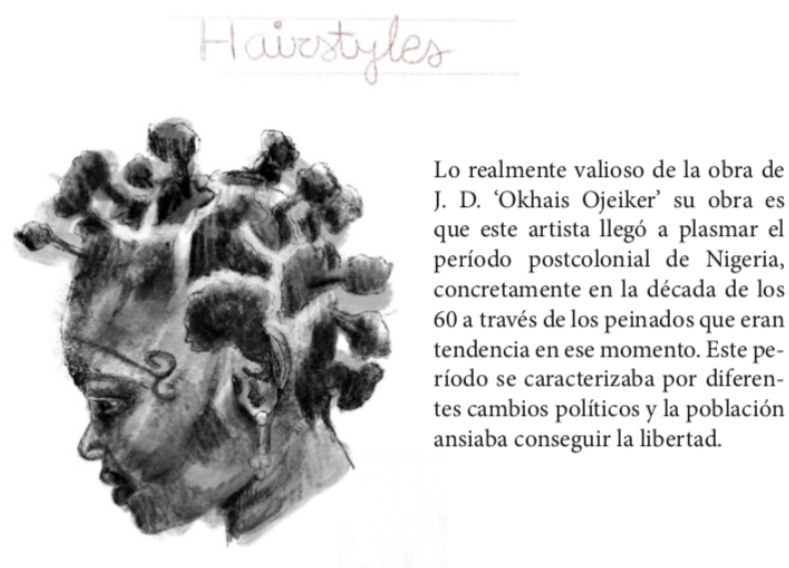 Hairstyles
Lo realmente valioso de la obra de
J. D. ‘Okhais Ojeiker’ su obra es
que este artista llegó a plasmar el
período postcolonial de Nigeria,
concretamente en la década de los
60 a través de los peinados que eran
tendencia en ese momento. Este pe-
ríodo se caracterizaba por diferen-
tes cambios políticos y la población
ansiaba conseguir la libertad.